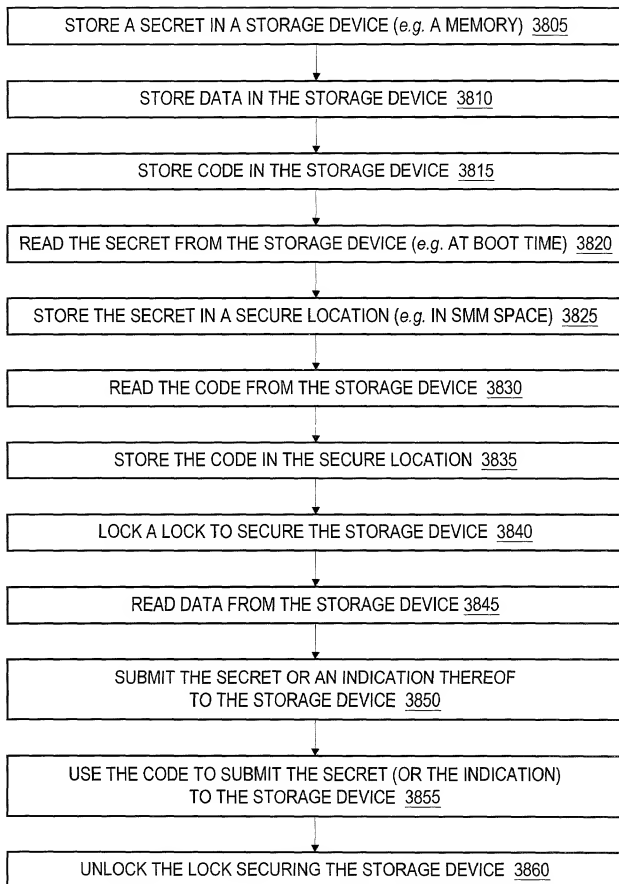 STORE A SECRET IN A STORAGE DEVICE (e.g. A MEMORY) 3805
STORE DATA IN THE STORAGE DEVICE 3810
STORE CODE IN THE STORAGE DEVICE 3815
READ THE SECRET FROM THE STORAGE DEVICE (e.g. AT BOOT TIME) 3820
STORE THE SECRET IN A SECURE LOCATION (e.g. IN SMM SPACE) 3825
READ THE CODE FROM THE STORAGE DEVICE 3830
STORE THE CODE IN THE SECURE LOCATION 3835
LOCK A LOCK TO SECURE THE STORAGE DEVICE 3840
READ DATA FROM THE STORAGE DEVICE 3845
SUBMIT THE SECRET OR AN INDICATION THEREOF
TO THE STORAGE DEVICE 3850
USE THE CODE TO SUBMIT THE SECRET (OR THE INDICATION)
TO THE STORAGE DEVICE 3855
UNLOCK THE LOCK SECURING THE STORAGE DEVICE 3860